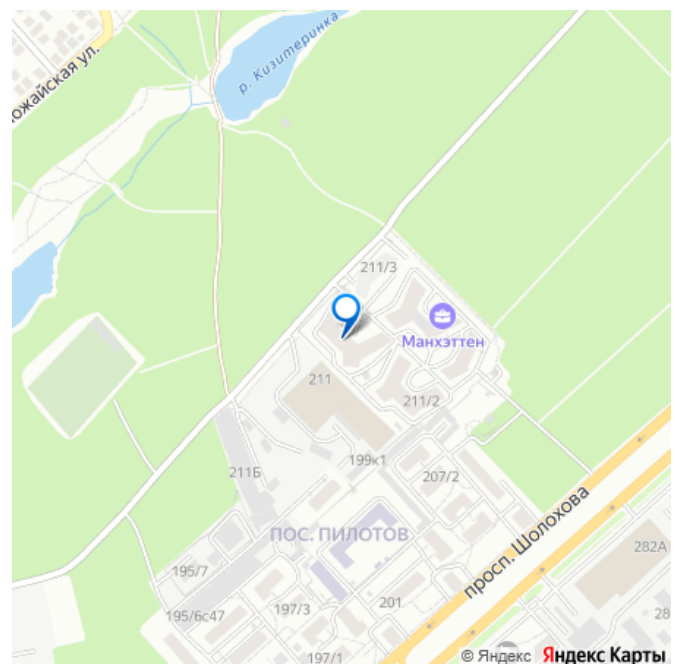 ожайская ул.
р. Кизитеринка
211/3
Манхэттен
211
211/2
199к1
211Б
207/2
просп. Шолохова
ПОС. ПИЛОТОВ
282А
195/7
195/6с47
197/3
201
28
197/1
© Яндекс Яндекс Карты